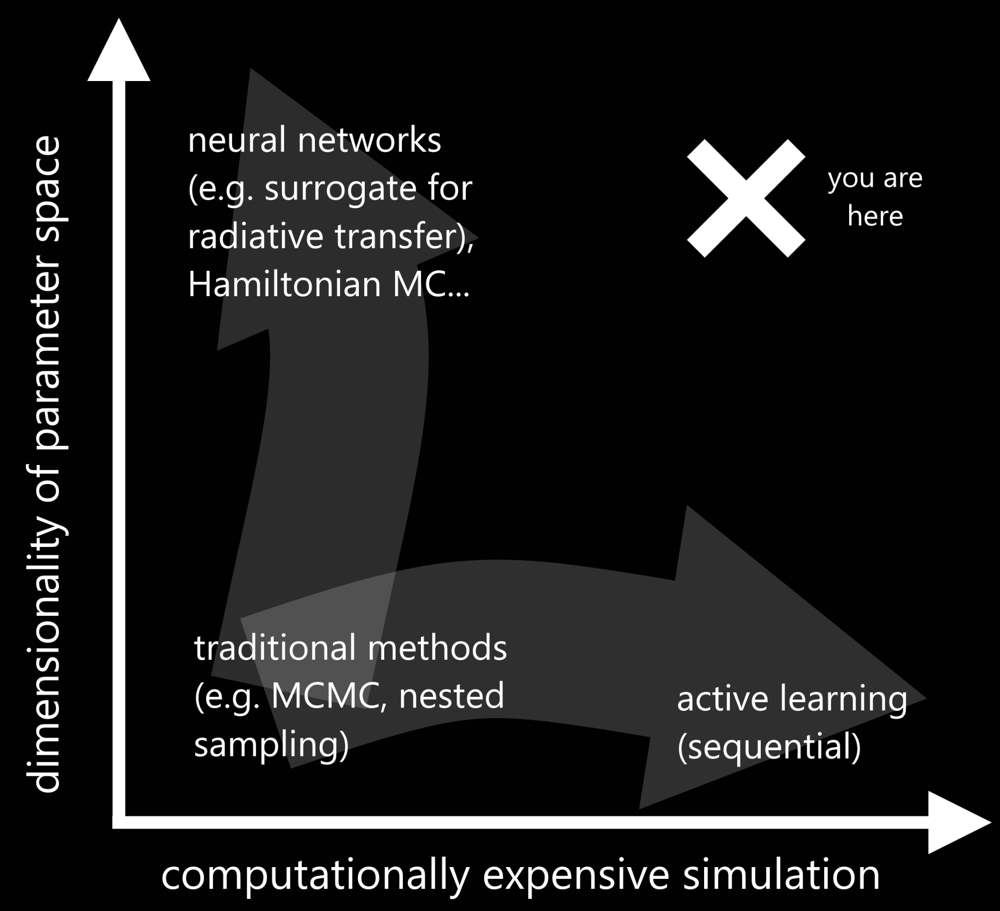 dimensionality of parameter space
neural networks
(e.g. surrogate for
radiative transfer),
Hamiltonian MC...
you are
here
traditional methods
(e.g. MCMC, nested
sampling)
active learning
(sequential)
computationally expensive simulation